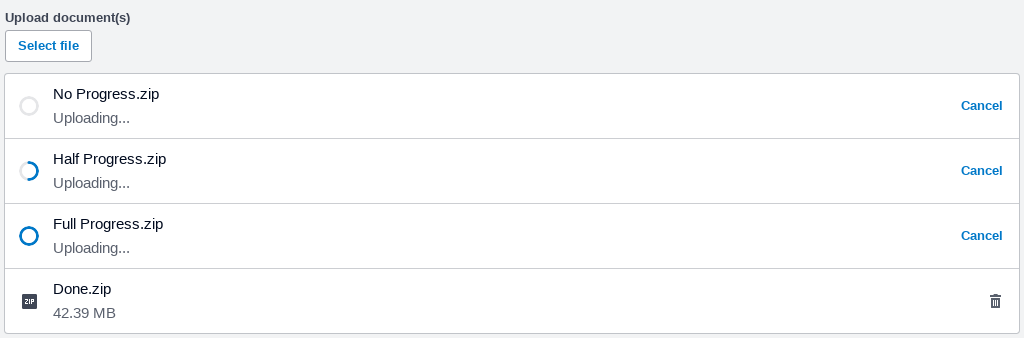 Upload document(s)
Select file
No Progress.zip
Uploading...
Cancel
Half Progress.zip
Uploading...
Cancel
Full Progress.zip
Uploading...
Cancel
Done.zip
ZIP
42.39 MB